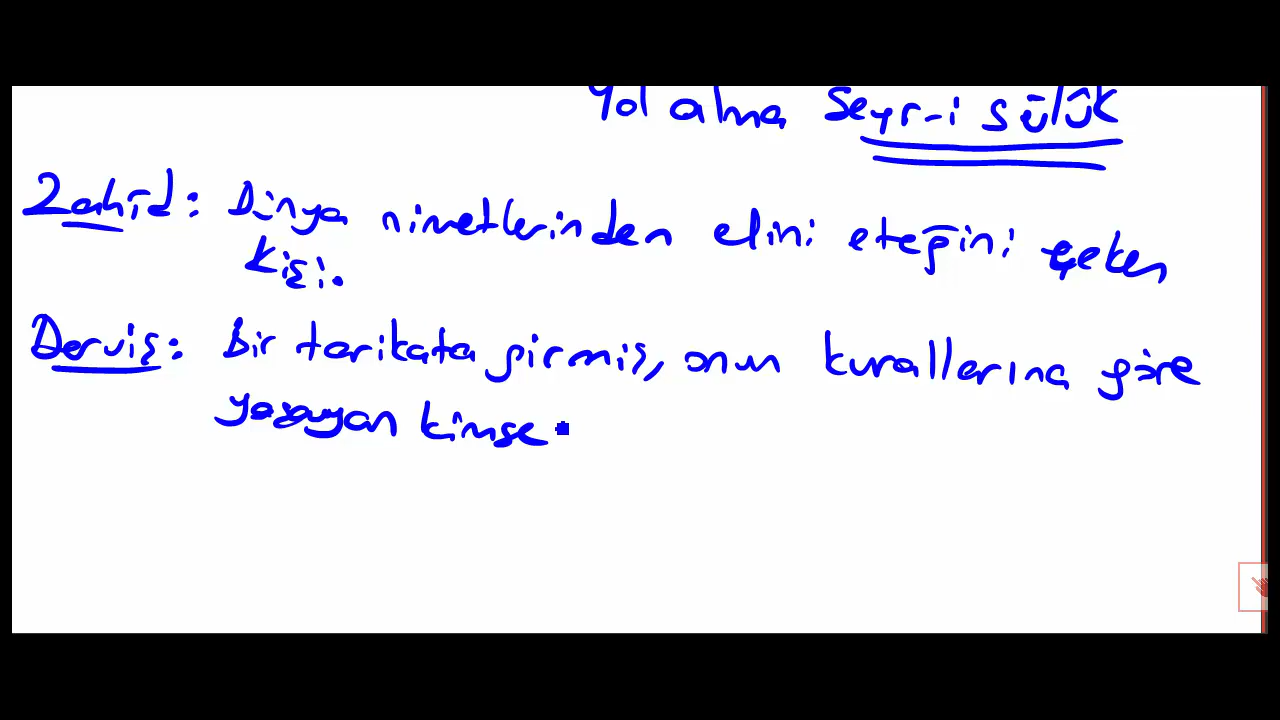 Yol alma Seyr-i sülûk
Zahid: Dünya nimetlerinden elini eteğini çeken
kişi.
Derviş: Bir tarikata girmiş, onun kurallarına göre
yaşayan kimse